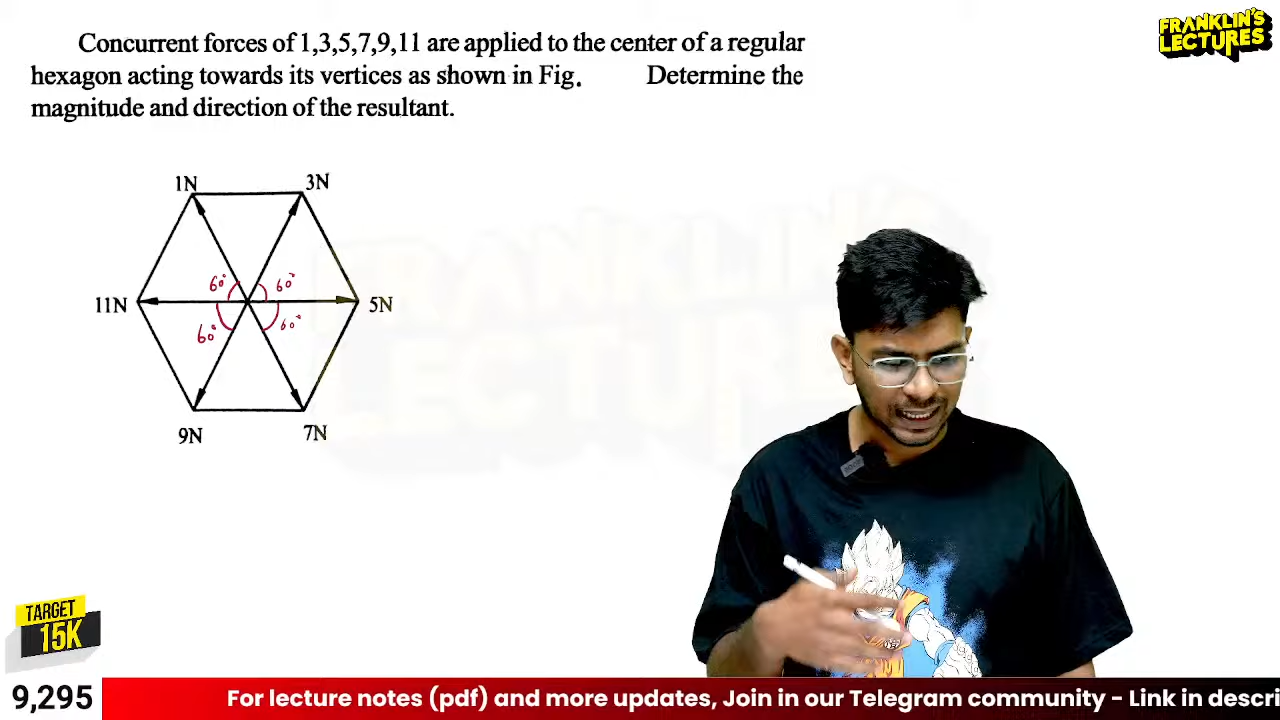 FRANKLIN'S
LECTURES
Concurrent forces of 1,3,5,7,9,11 are applied to the center of a regular
hexagon acting towards its vertices as shown in Fig. Determine the
magnitude and direction of the resultant.
1N
3N
60°
60°
11N
5N
60°
60°
9N
7N
FRANKLIN'S
LECTURES
TARGET
15K
9,295
For lecture notes (pdf) and more updates, Join in our Telegram community - Link in descri